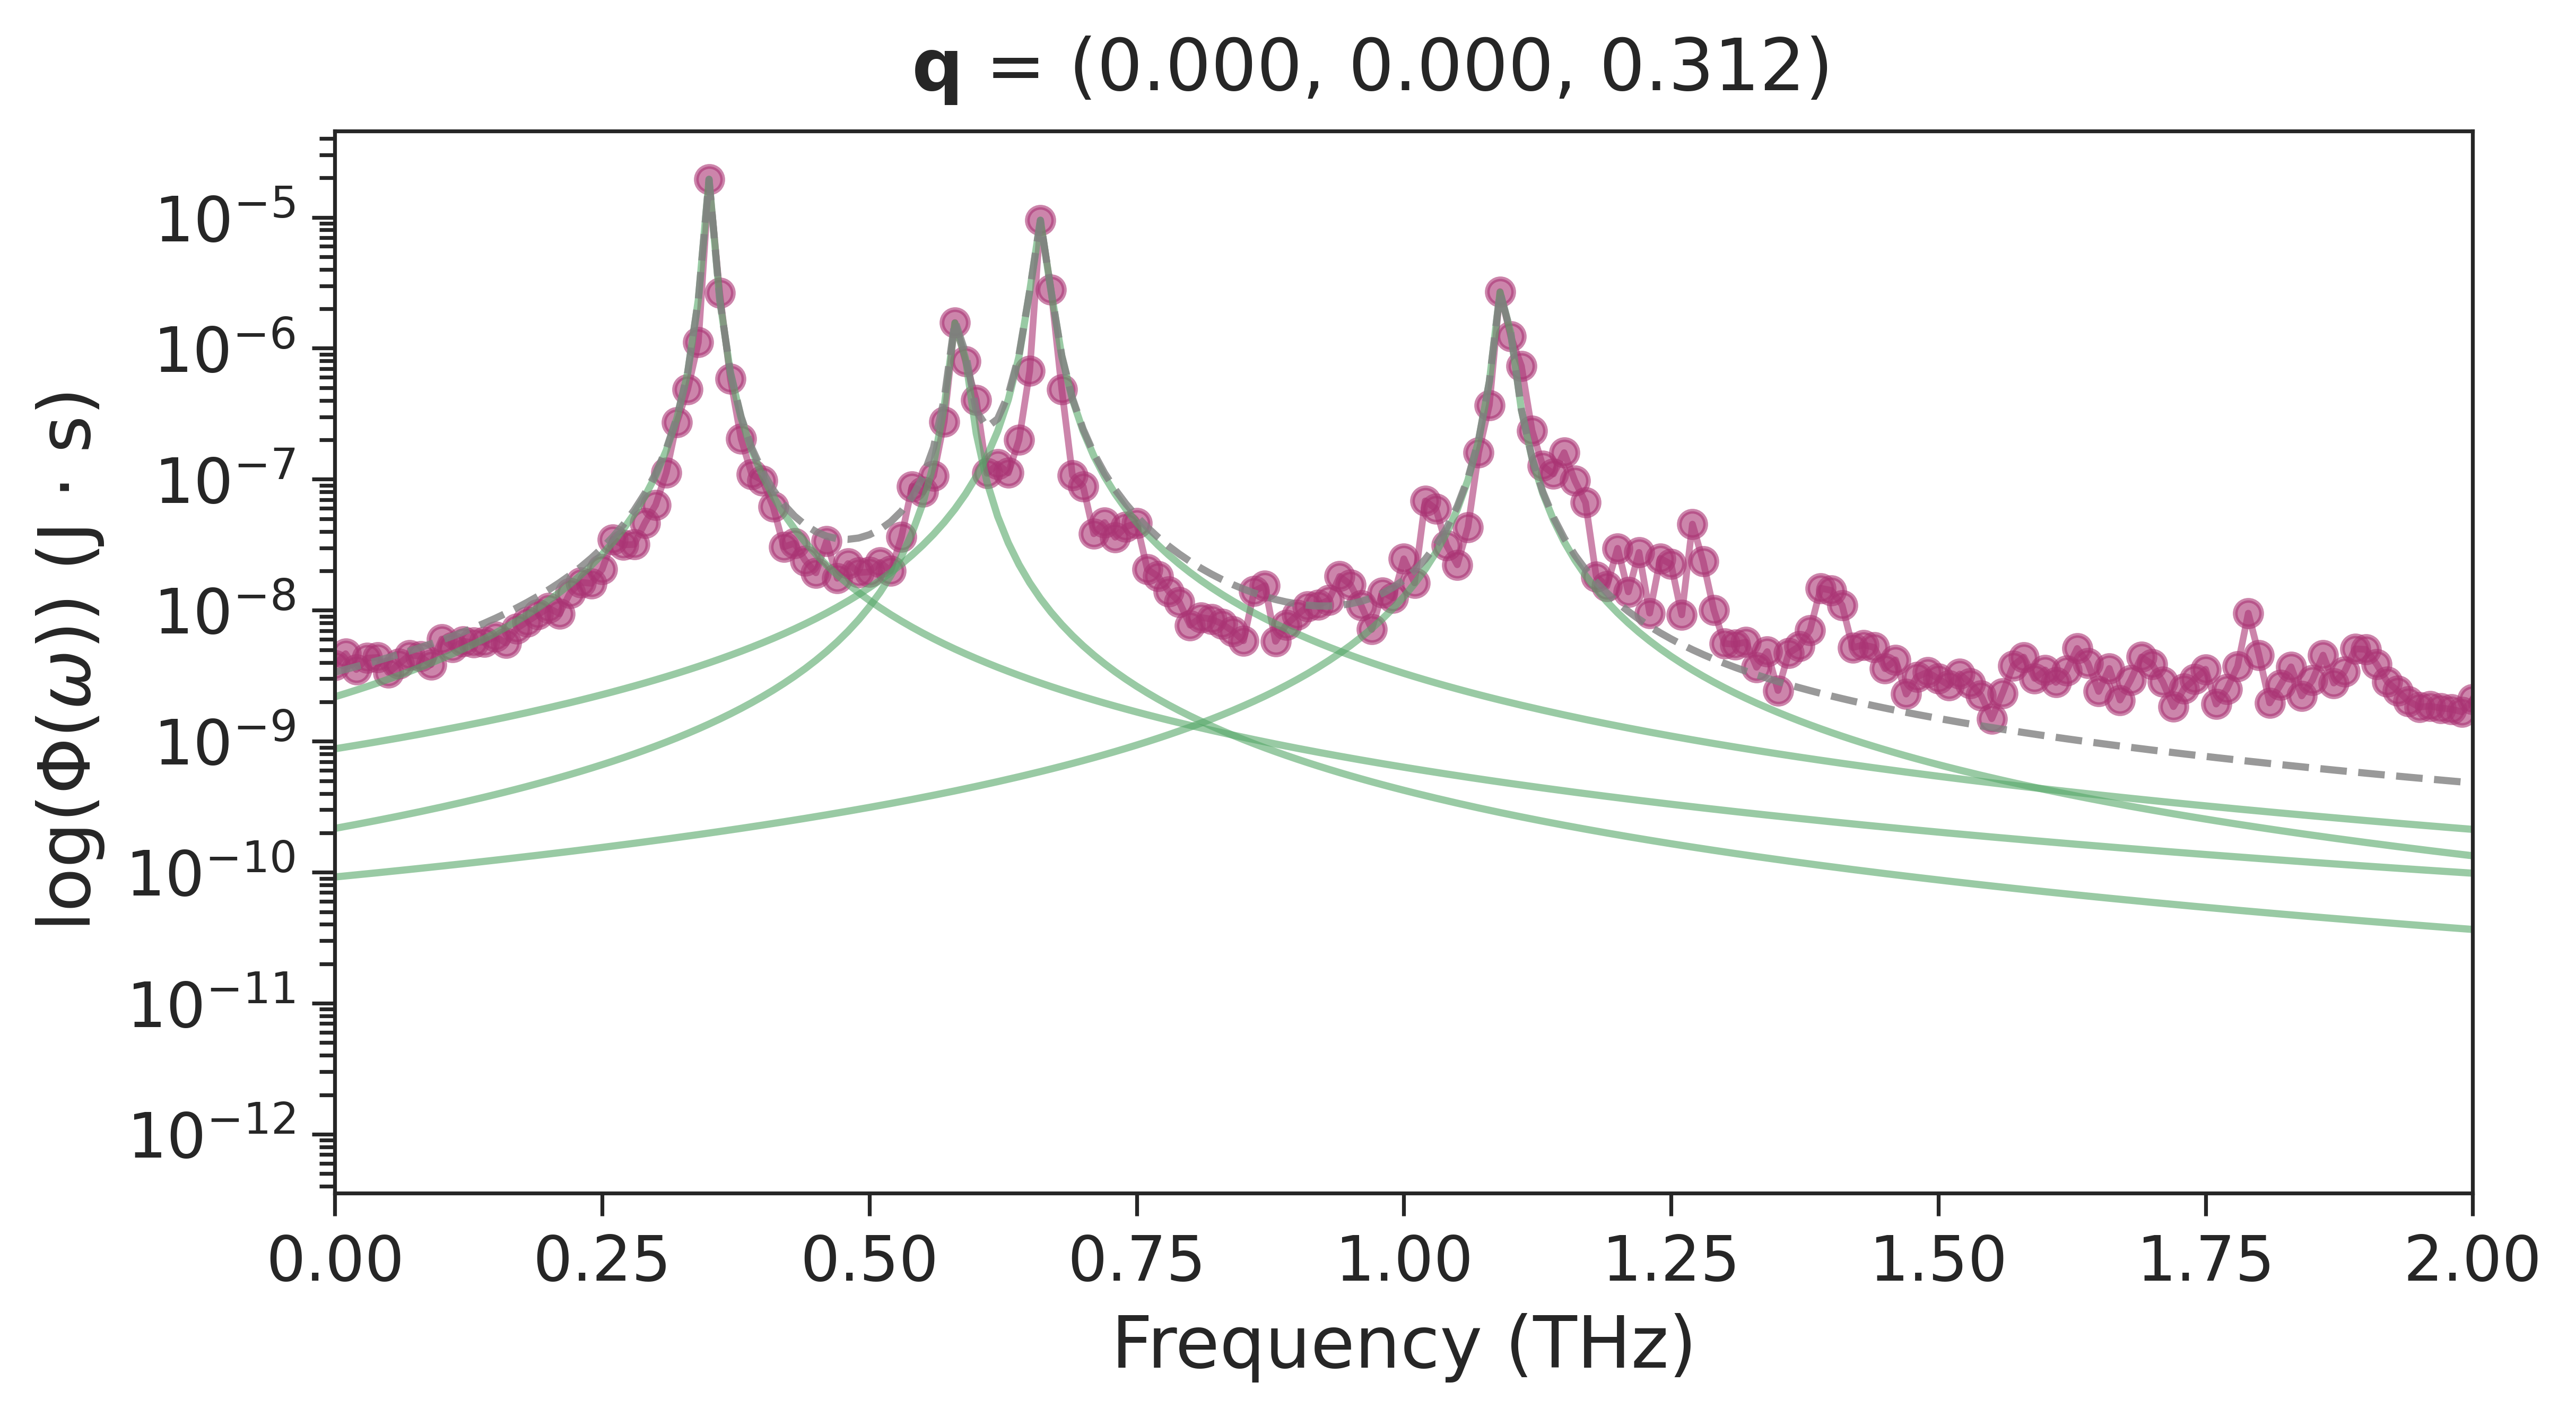 q = (0.000, 0.000, 0.312)
log(Φ(ω)) (J · s)
10⁻⁵
10⁻⁶
10⁻⁷
10⁻⁸
10⁻⁹
10⁻¹⁰
10⁻¹¹
10⁻¹²
0.00 0.25 0.50 0.75 1.00 1.25 1.50 1.75 2.00
Frequency (THz)